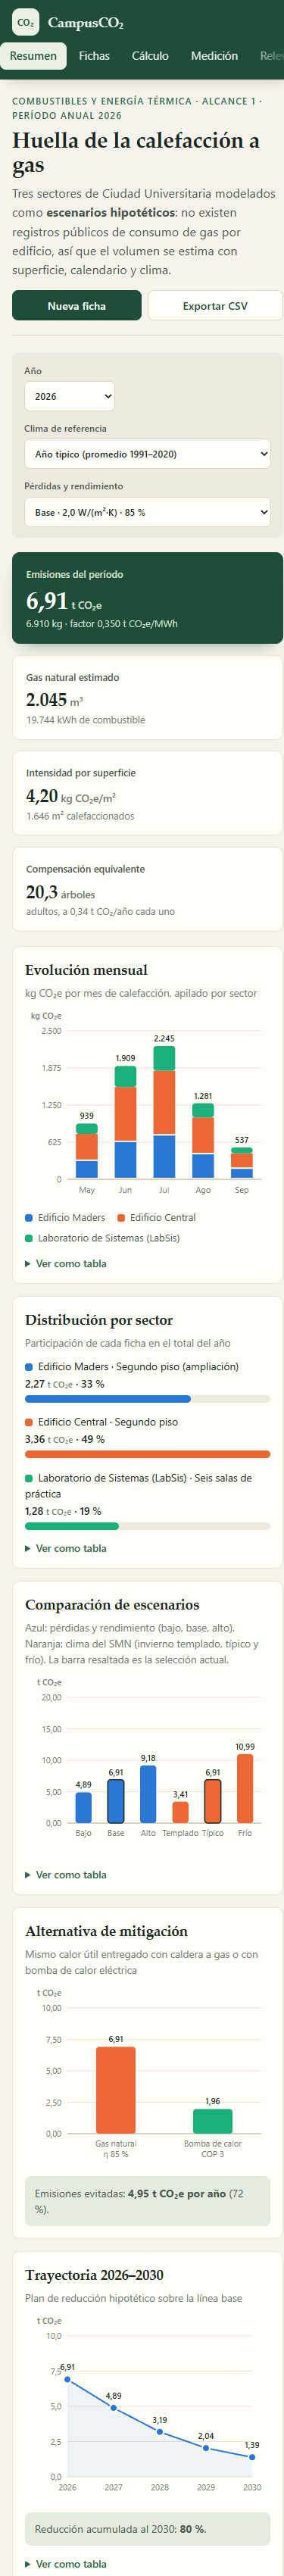 CO₂ CampusCO₂
Resumen Fichas Cálculo Medición Relev
COMBUSTIBLES Y ENERGÍA TÉRMICA · ALCANCE 1 ·
PERÍODO ANUAL 2026
Huella de la calefacción a
gas
Tres sectores de Ciudad Universitaria modelados
como escenarios hipotéticos: no existen
registros públicos de consumo de gas por
edificio, así que el volumen se estima con
superficie, calendario y clima.
Nueva ficha Exportar CSV
Año
2026
Clima de referencia
Año típico (promedio 1991–2020)
Pérdidas y rendimiento
Base · 2,0 W/(m²·K) · 85 %
Emisiones del período
6,91 t CO₂e
6.910 kg · factor 0,350 t CO₂e/MWh
Gas natural estimado
2.045 m³
19.744 kWh de combustible
Intensidad por superficie
4,20 kg CO₂e/m²
1.646 m² calefaccionados
Compensación equivalente
20,3 árboles
adultos, a 0,34 t CO₂/año cada uno
Evolución mensual
kg CO₂e por mes de calefacción, apilado por sector
kg CO₂e
2.500
2.245
1.909
1.875
1.281
1.250
939
625
537
0
May Jun Jul Ago Sep
Edificio Maders Edificio Central
Laboratorio de Sistemas (LabSis)
Ver como tabla
Distribución por sector
Participación de cada ficha en el total del año
Edificio Maders · Segundo piso (ampliación)
2,27 t CO₂e · 33 %
Edificio Central · Segundo piso
3,36 t CO₂e · 49 %
Laboratorio de Sistemas (LabSis) · Seis salas de
práctica
1,28 t CO₂e · 19 %
Ver como tabla
Comparación de escenarios
Azul: pérdidas y rendimiento (bajo, base, alto).
Naranja: clima del SMN (invierno templado, típico y
frío). La barra resaltada es la selección actual.
t CO₂e
20,00
15,00
10,99
10,00
9,18
6,91 6,91
4,89
5,00
3,41
0,00
Bajo Base Alto Templado Típico Frío
Ver como tabla
Alternativa de mitigación
Mismo calor útil entregado con caldera a gas o con
bomba de calor eléctrica
t CO₂e
10,00
7,50
6,91
5,00
2,50
1,96
0,00
Gas natural Bomba de calor
η 85 % COP 3
Emisiones evitadas: 4,95 t CO₂e por año (72
%).
Trayectoria 2026–2030
Plan de reducción hipotético sobre la línea base
t CO₂e
10,0
7,5
6,91
5,0
4,89
3,19
2,5
2,04
1,39
0,0
2026 2027 2028 2029 2030
Reducción acumulada al 2030: 80 %.
Ver como tabla